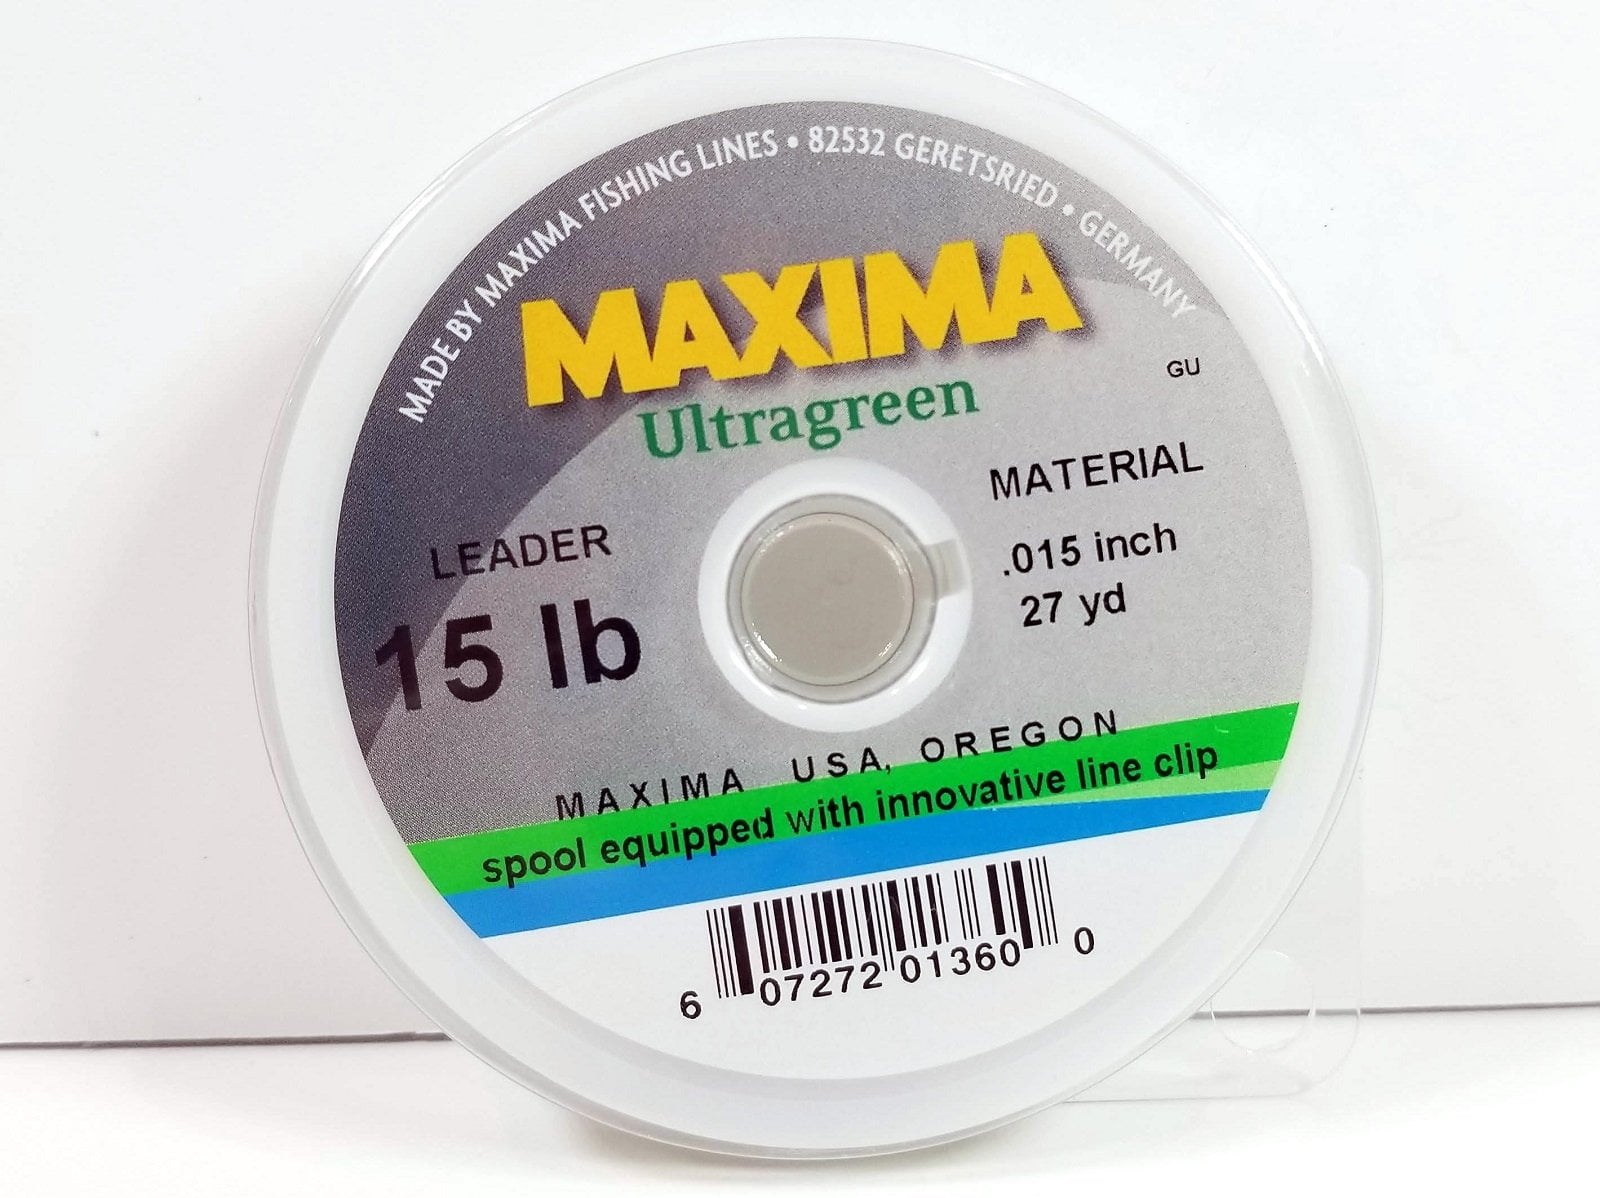 MADE BY MAXIMA FISHING LINES • 82532 GERETSRIED • GERMANY
MAXIMA
Ultragreen
GU
LEADER
MATERIAL
15 lb
.015 inch
27 yd
MAXIMA USA, OREGON
spool equipped with innovative line clip
6 07272 01360 0